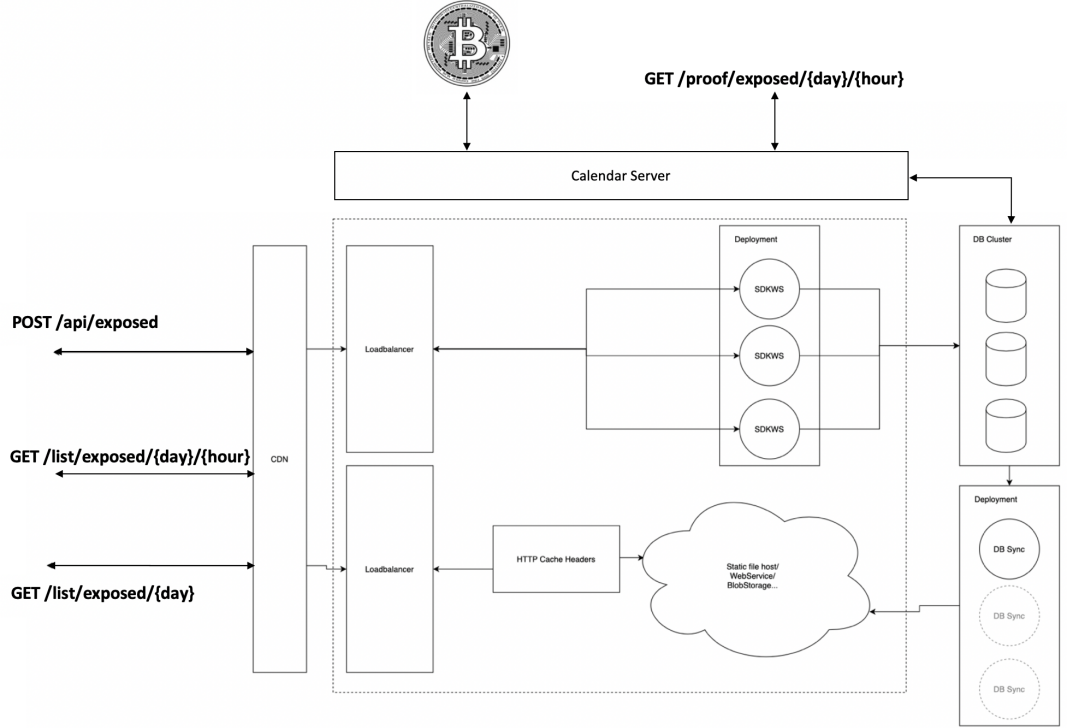 GET /proof/exposed/{day}/{hour}
Calendar Server
Deployment
DB Cluster
SDKWS
POST /api/exposed
Loadbalancer
SDKWS
SDKWS
GET /list/exposed/{day}/{hour}
CDN
Deployment
HTTP Cache Headers
DB Sync
Loadbalancer
Static file host/
WebService/
BlobStorage...
GET /list/exposed/{day}
DB Sync
DB Sync